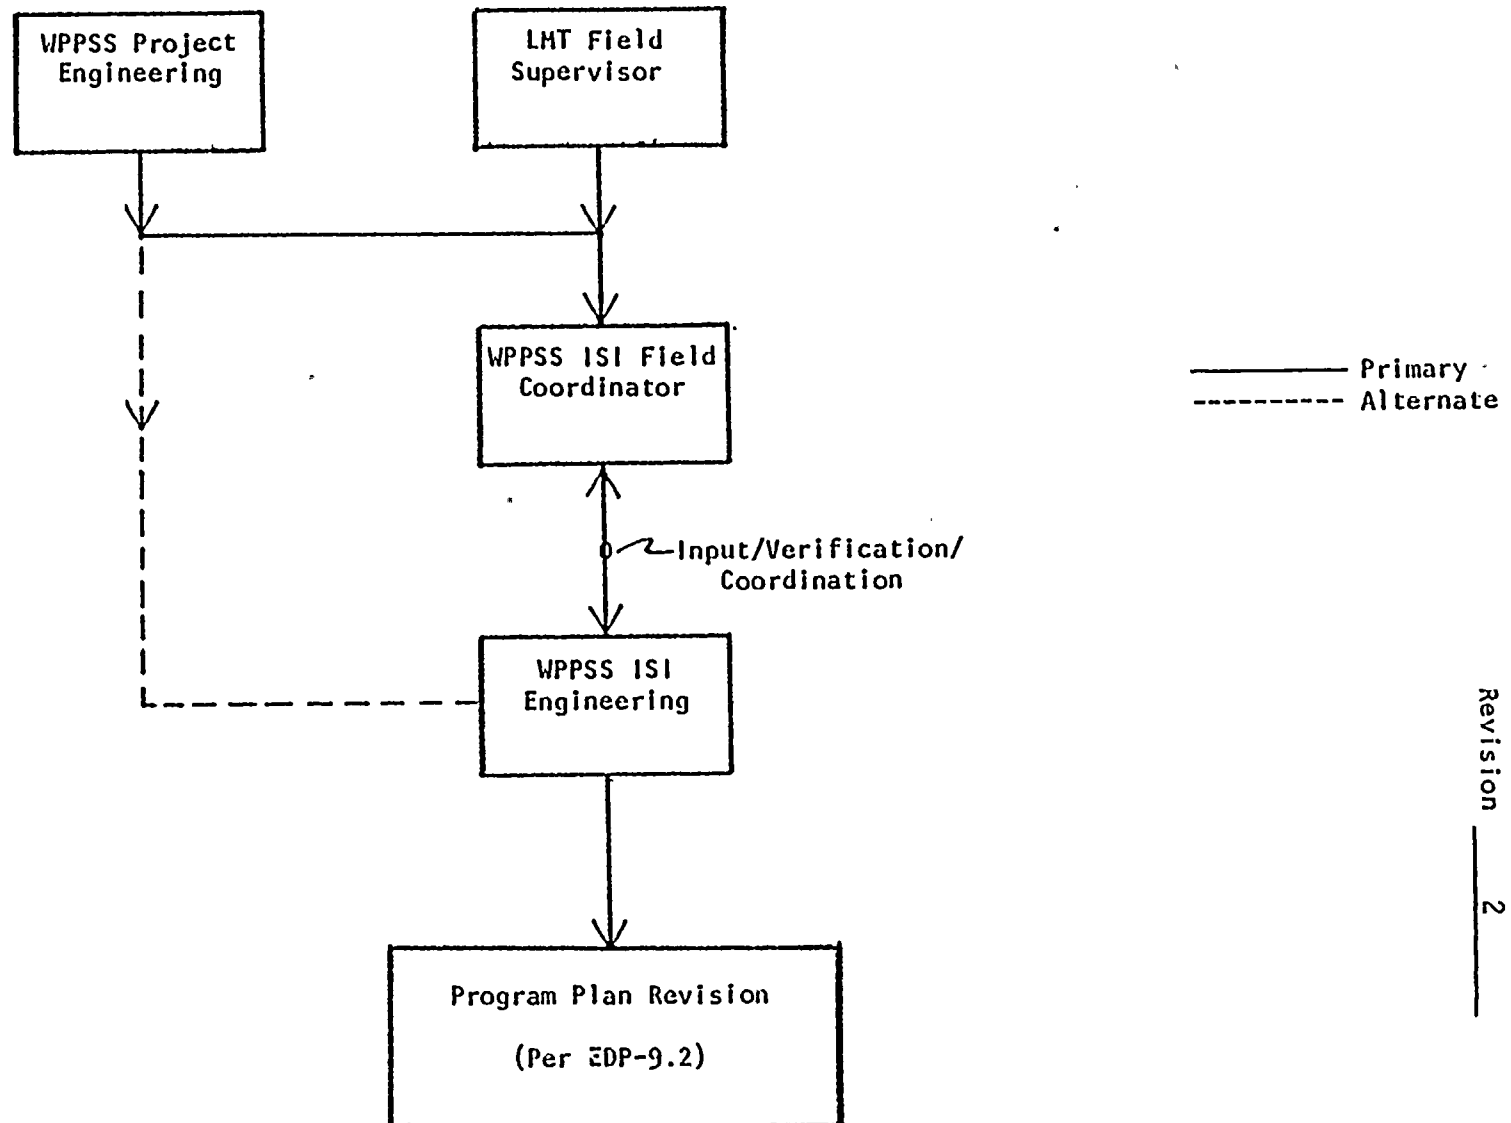 WPPSS Project
Engineering
LMT Field
Supervisor
WPPSS ISI Field
Coordinator
Primary
Alternate
Input/Verification/
Coordination
WPPSS ISI
Engineering
Revision 2
Program Plan Revision
(Per EDP-9.2)